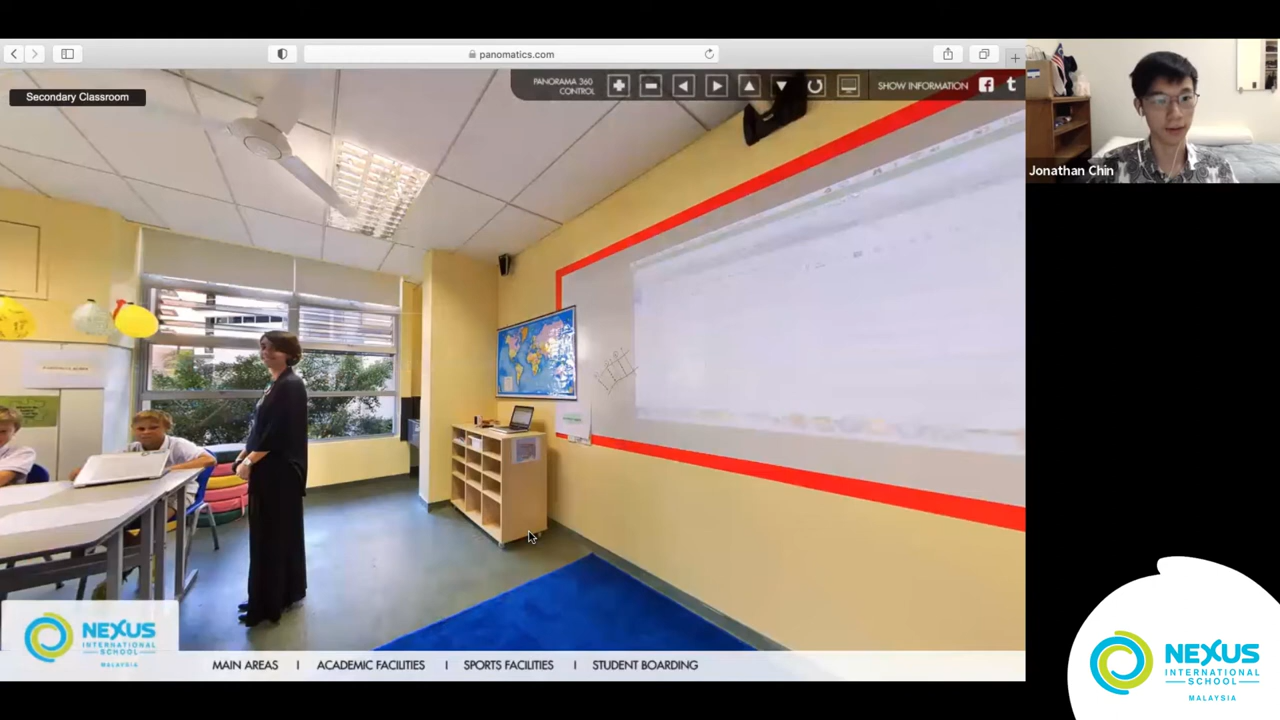 panomatics.com
Secondary Classroom
PANORAMA 360
CONTROL
SHOW INFORMATION
Jonathan Chin
NEXUS
INTERNATIONAL
SCHOOL
MALAYSIA
MAIN AREAS | ACADEMIC FACILITIES | SPORTS FACILITIES | STUDENT BOARDING
NEXUS
INTERNATIONAL
SCHOOL
MALAYSIA